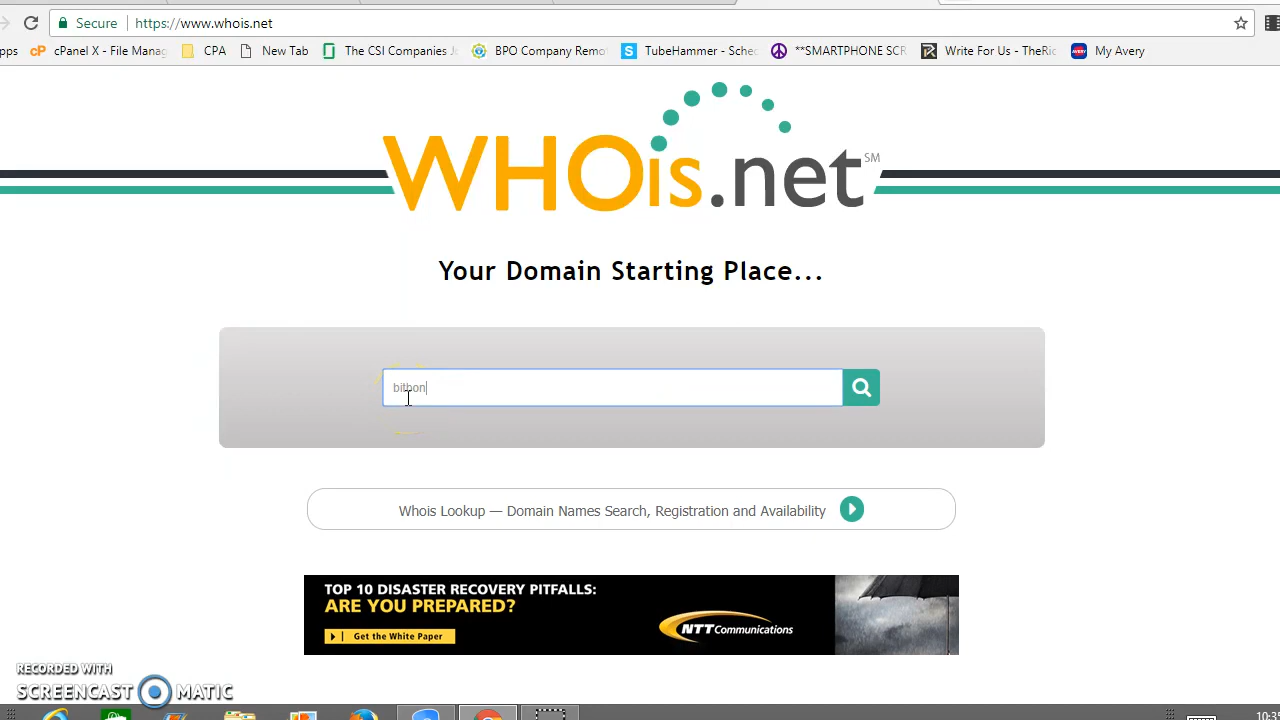 Secure https://www.whois.net
pps cPanel X - File Manag CPA New Tab The CSI Companies J BPO Company Remo TubeHammer - Sched **SMARTPHONE SCR Write For Us - TheRic My Avery
WHOis.net SM
Your Domain Starting Place...
bitbon
Whois Lookup — Domain Names Search, Registration and Availability
TOP 10 DISASTER RECOVERY PITFALLS:
ARE YOU PREPARED?
Get the White Paper
NTT Communications
RECORDED WITH
SCREENCAST MATIC